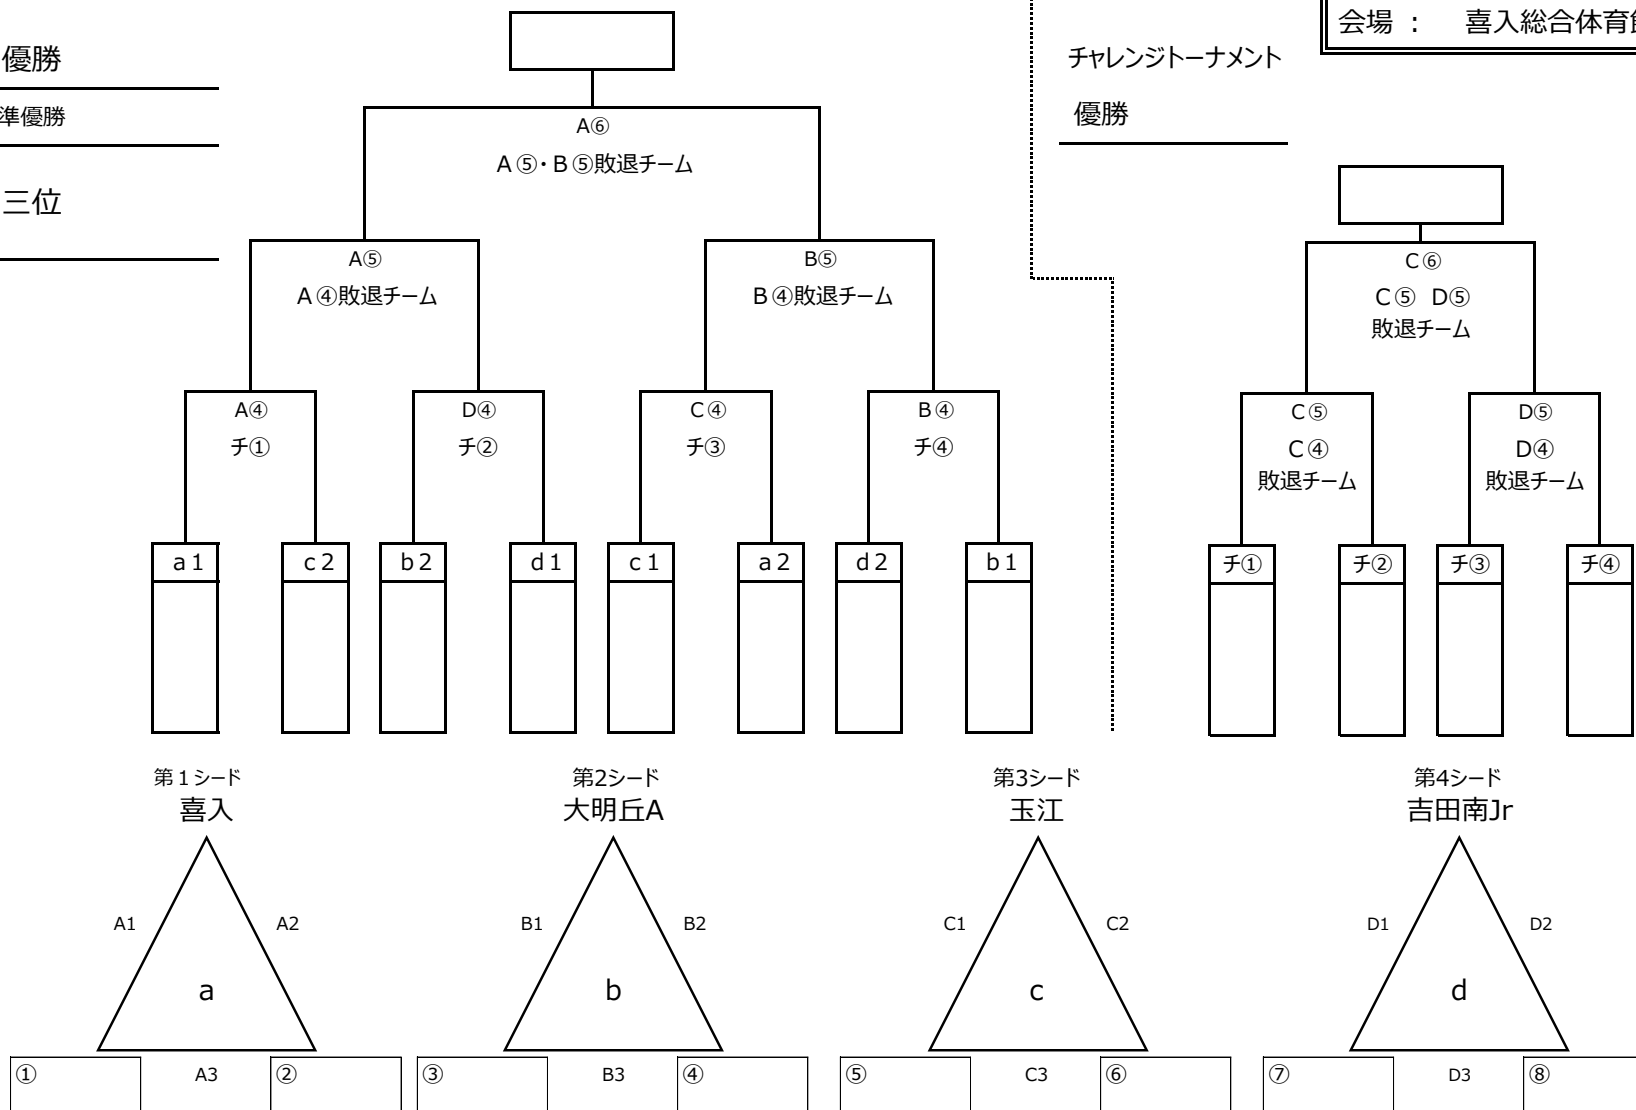 会場 : 喜入総合体育館
優勝
準優勝
三位
A⑥
A⑤・B⑤敗退チーム
A⑤
A④敗退チーム
B⑤
B④敗退チーム
A④
チ①
D④
チ②
C④
チ③
B④
チ④
a1 c2 b2 d1 c1 a2 d2 b1
チャレンジトーナメント
優勝
C⑥
C⑤ D⑤
敗退チーム
C⑤
C④
敗退チーム
D⑤
D④
敗退チーム
チ① チ② チ③ チ④
第1シード
喜入
A1 A2
a
① A3 ②
第2シード
大明丘A
B1 B2
b
③ B3 ④
第3シード
玉江
C1 C2
c
⑤ C3 ⑥
第4シード
吉田南Jr
D1 D2
d
⑦ D3 ⑧